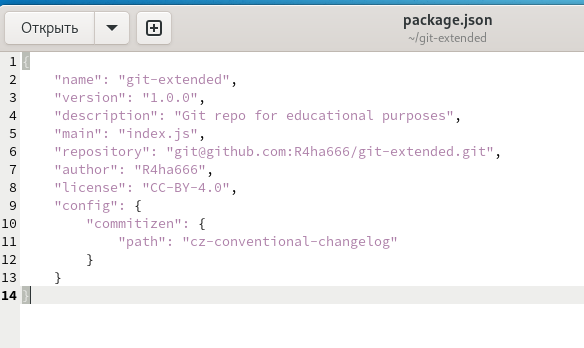 Открыть
package.json
~/git-extended
1 {
2 "name": "git-extended",
3 "version": "1.0.0",
4 "description": "Git repo for educational purposes",
5 "main": "index.js",
6 "repository": "git@github.com:R4ha666/git-extended.git",
7 "author": "R4ha666",
8 "license": "CC-BY-4.0",
9 "config": {
10 "commitizen": {
11 "path": "cz-conventional-changelog"
12 }
13 }
14 }